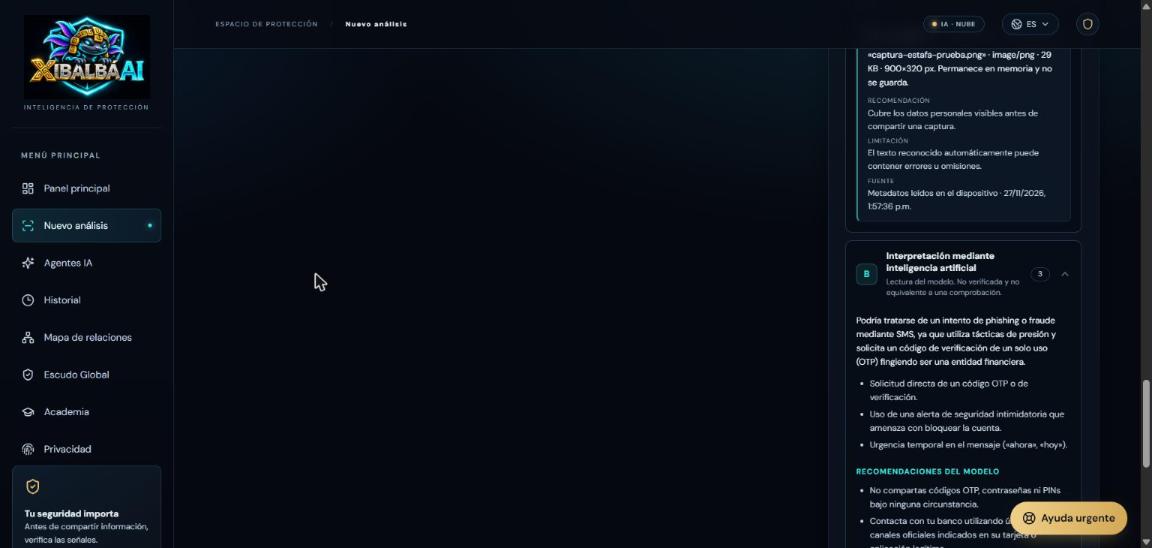 XIBALBÁ AI
INTELIGENCIA DE PROTECCIÓN
MENÚ PRINCIPAL
Panel principal
Nuevo análisis
Agentes IA
Historial
Mapa de relaciones
Escudo Global
Academia
Privacidad
Tu seguridad importa
Antes de compartir información,
verifica las señales.
ESPACIO DE PROTECCIÓN / Nuevo análisis
IA · NUBE
ES
«captura-estafa-prueba.png» · image/png · 29
KB · 900×320 px. Permanece en memoria y no
se guarda.
RECOMENDACIÓN
Cubre los datos personales visibles antes de
compartir una captura.
LIMITACIÓN
El texto reconocido automáticamente puede
contener errores u omisiones.
FUENTE
Metadatos leídos en el dispositivo · 27/11/2026,
1:57:36 p.m.
B
Interpretación mediante
inteligencia artificial
Lectura del modelo. No verificada y no
equivalente a una comprobación.
3
Podría tratarse de un intento de phishing o fraude
mediante SMS, ya que utiliza tácticas de presión y
solicita un código de verificación de un solo uso
(OTP) fingiendo ser una entidad financiera.
• Solicitud directa de un código OTP o de
verificación.
• Uso de una alerta de seguridad intimidatoria que
amenaza con bloquear la cuenta.
• Urgencia temporal en el mensaje («ahora», «hoy»).
RECOMENDACIONES DEL MODELO
• No compartas códigos OTP, contraseñas ni PINs
bajo ninguna circunstancia.
• Contacta con tu banco utilizando
canales oficiales indicados en su tarjeta o
Ayuda urgente